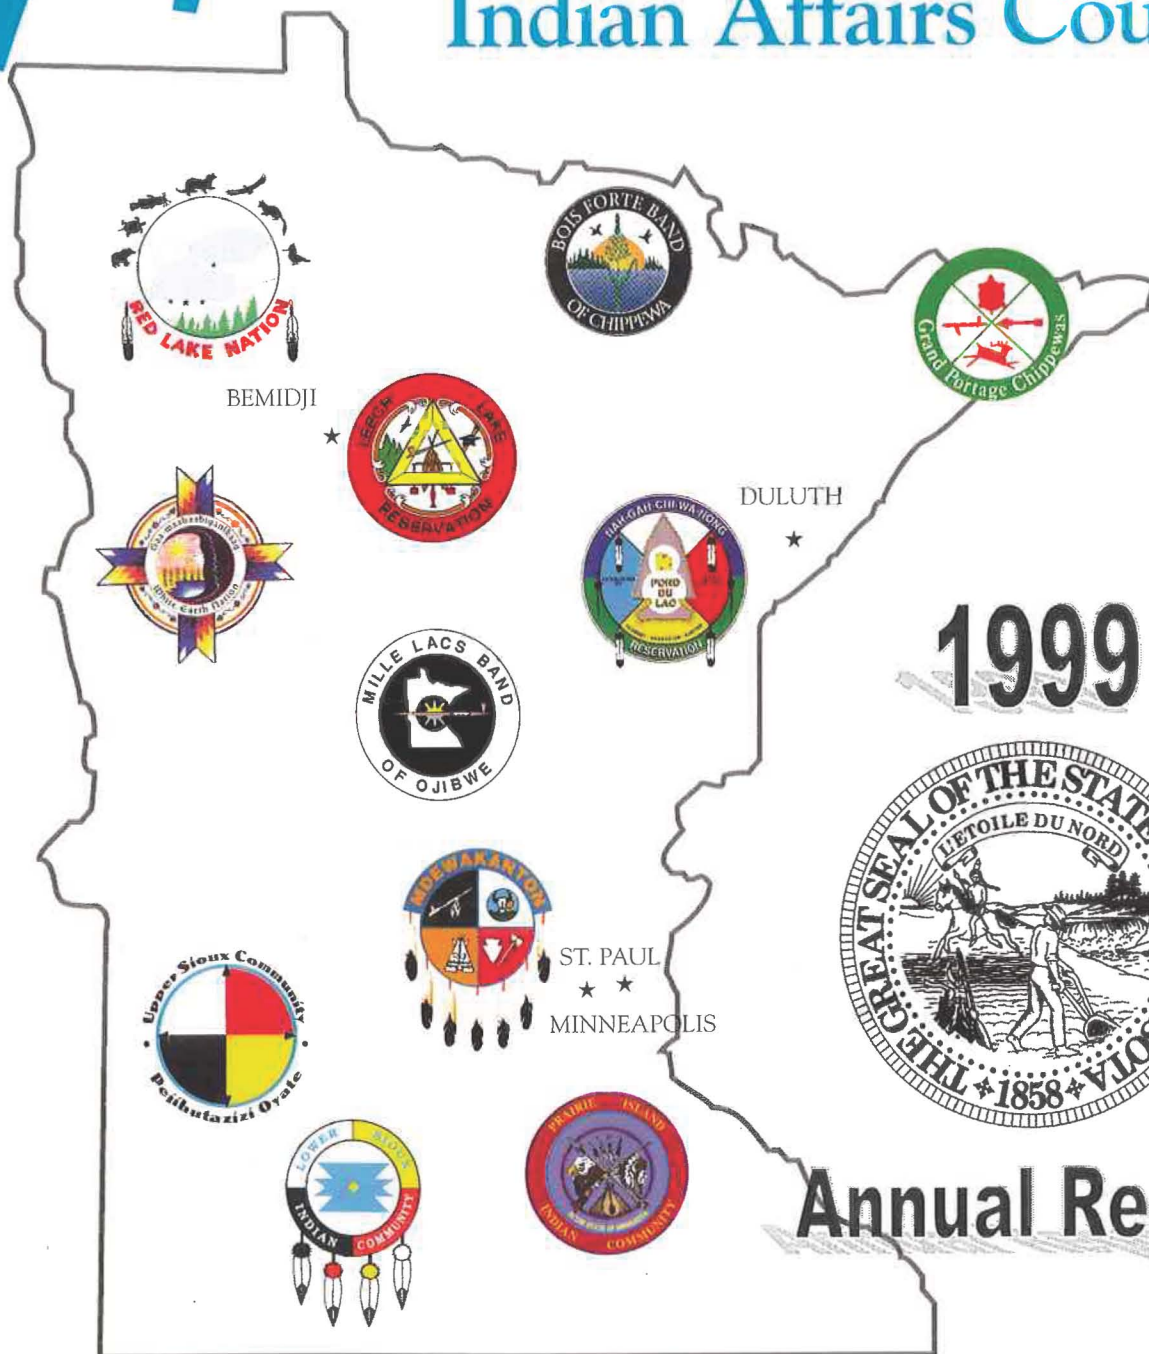 Indian Affairs Cou
BOIS FORTE BAND
OF CHIPPEWA
RED LAKE NATION
Grand Portage Chippewas
BEMIDJI
LEECH LAKE
RESERVATION
DULUTH
NAH-GAH-CHI-WA-NONG
FOND
DU
LAC
RESERVATION
White Earth Nation
1999
MILLE LACS BAND
OF OJIBWE
THE GREAT SEAL OF THE STATE
OTA
L'ETOILE DU NORD
1858
MDEWAKANTON
ST. PAUL
MINNEAPOLIS
Upper Sioux Community
Pejihutazizi Oyate
LOWER SIOUX
INDIAN COMMUNITY
PRAIRIE ISLAND
INDIAN COMMUNITY
Annual Re